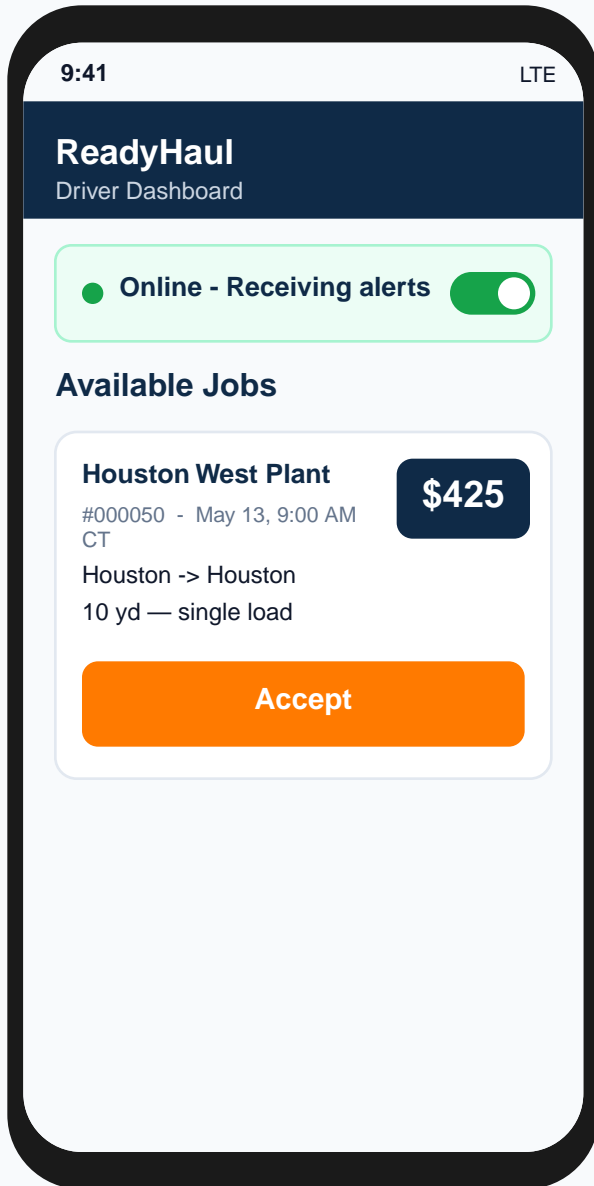 9:41 LTE
ReadyHaul
Driver Dashboard
Online - Receiving alerts
Available Jobs
Houston West Plant
$425
#000050 - May 13, 9:00 AM
CT
Houston -> Houston
10 yd — single load
Accept